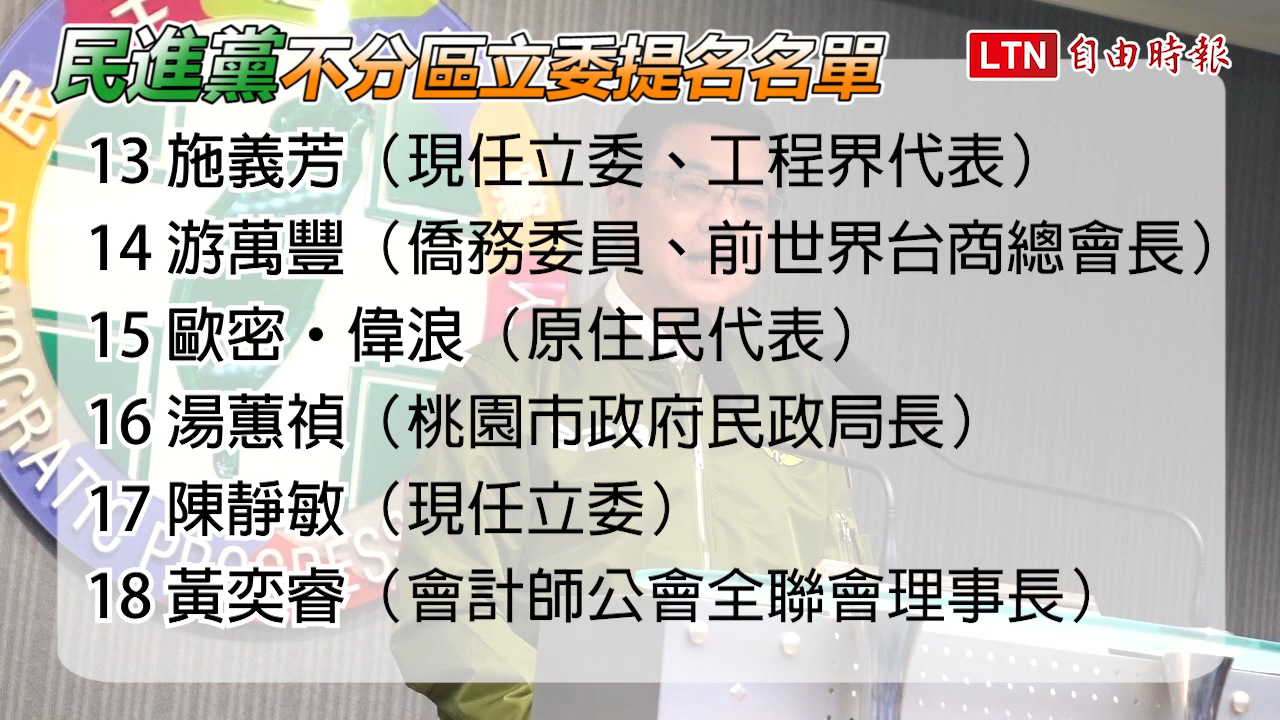 民進黨不分區立委提名名單
LTN 自由時報
13 施義芳（現任立委、工程界代表）
14 游萬豐（僑務委員、前世界台商總會長）
15 歐密・偉浪（原住民代表）
16 湯蕙禎（桃園市政府民政局長）
17 陳靜敏（現任立委）
18 黃奕睿（會計師公會全聯會理事長）
民
DEMOCRATIC PROGRESS